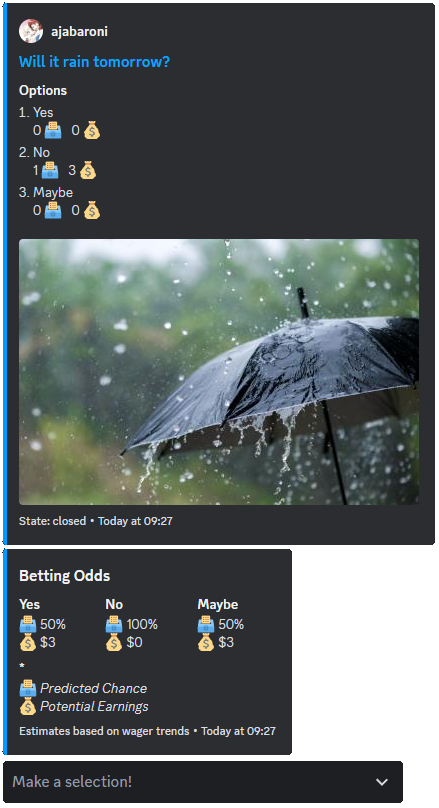 ajabaroni
Will it rain tomorrow?
Options
1. Yes
0 0
2. No
1 3
3. Maybe
0 0
State: closed • Today at 09:27
Betting Odds
Yes No Maybe
50% 100% 50%
$3 $0 $3
*
Predicted Chance
Potential Earnings
Estimates based on wager trends • Today at 09:27
Make a selection!